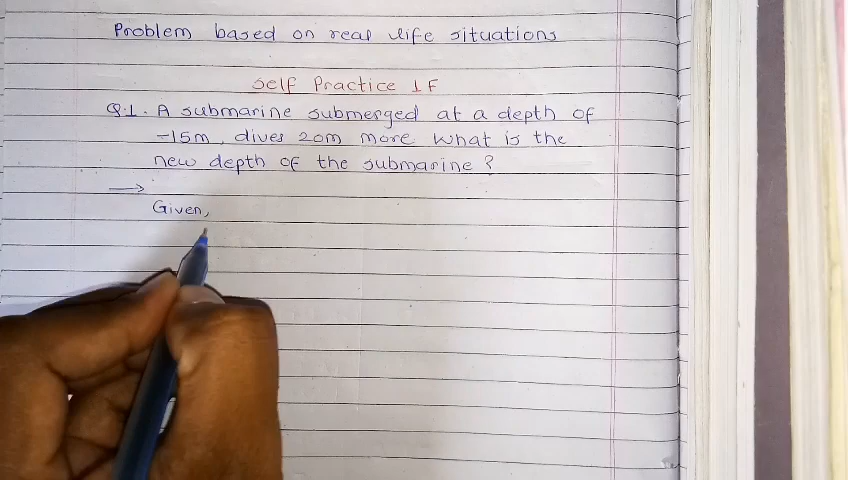 Problem based on real life situations
Self Practice 1F
Q.1. A submarine submerged at a depth of
-15m, dives 20m more what is the
new depth of the submarine?
→
Given,